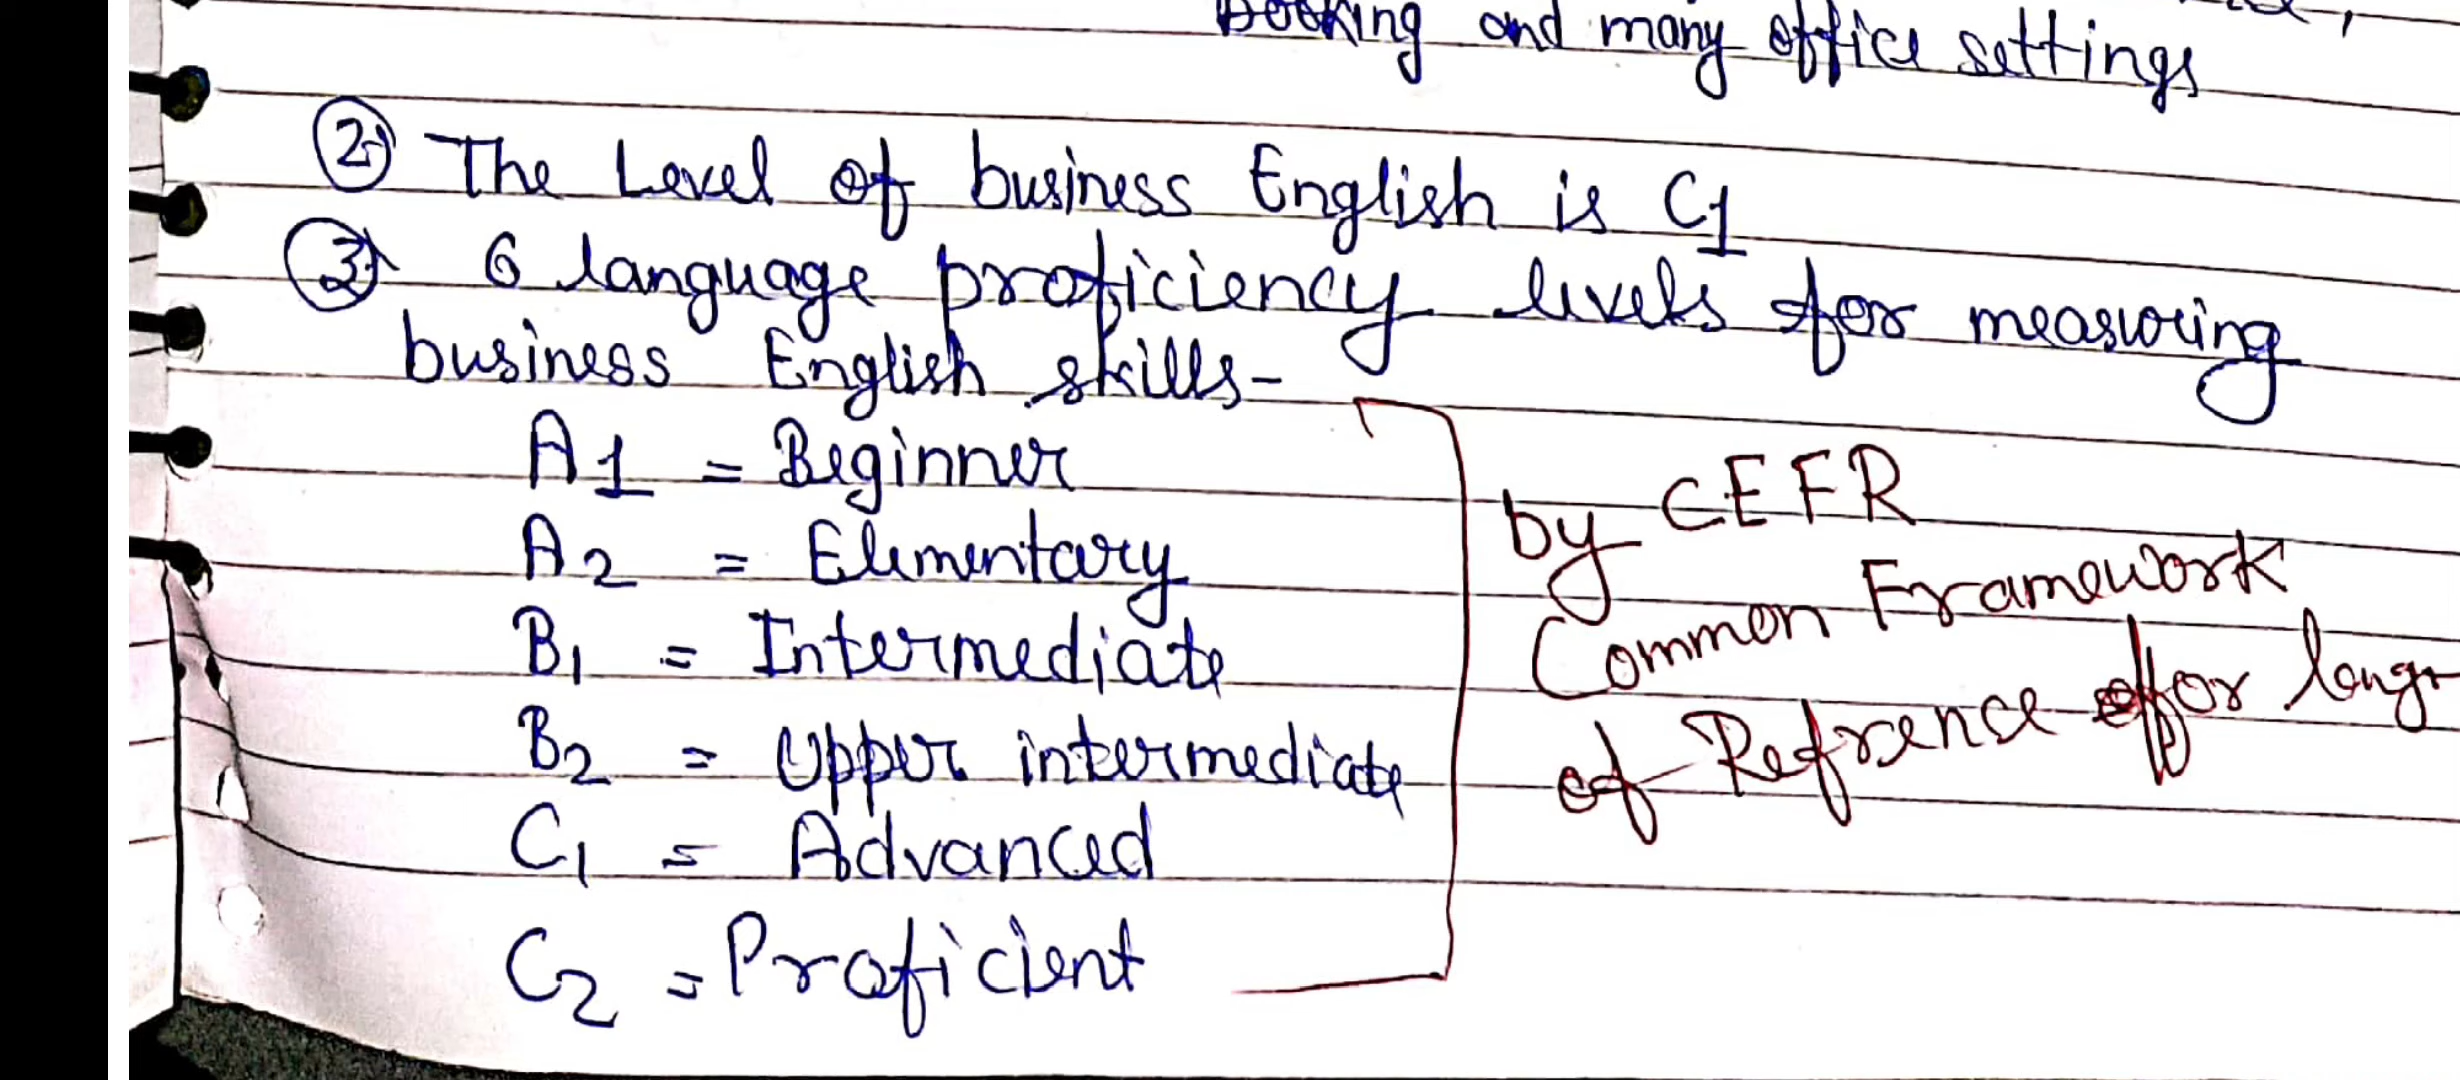 booking and many office settings
2. The Level of business English is C1
3. 6 language proficiency levels for measuring
business English skills-
A1 = Beginner
A2 = Elementary
B1 = Intermediate
B2 = Upper intermediate
C1 = Advanced
C2 = Proficient
by CEFR
Common Framework
of Refrence for